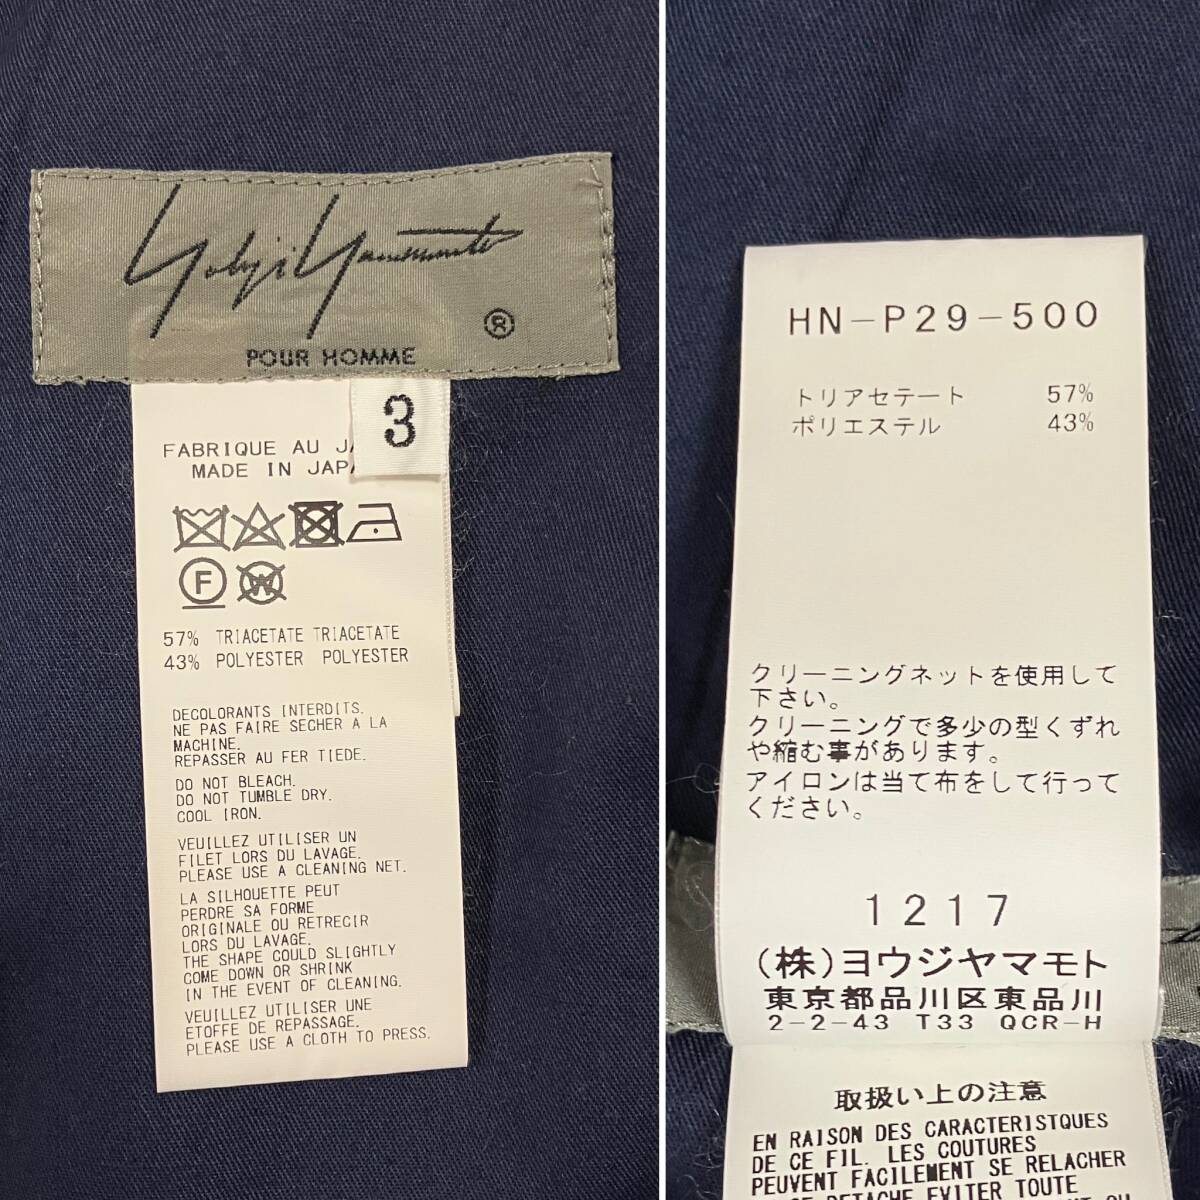 Yohji Yamamoto
®
POUR HOMME
3
FABRIQUE AU JA
MADE IN JAPA
F
W
57% TRIACETATE TRIACETATE
43% POLYESTER POLYESTER
DECOLORANTS INTERDITS.
NE PAS FAIRE SECHER A LA
MACHINE.
REPASSER AU FER TIEDE.
DO NOT BLEACH.
DO NOT TUMBLE DRY.
COOL IRON.
VEUILLEZ UTILISER UN
FILET LORS DU LAVAGE.
PLEASE USE A CLEANING NET.
LA SILHOUETTE PEUT
PERDRE SA FORME
ORIGINALE OU RETRECIR
LORS DU LAVAGE.
THE SHAPE COULD SLIGHTLY
COME DOWN OR SHRINK
IN THE EVENT OF CLEANING.
VEUILLEZ UTILISER UNE
ETOFFE DE REPASSAGE.
PLEASE USE A CLOTH TO PRESS.
HN-P29-500
トリアセテート 57%
ポリエステル 43%
クリーニングネットを使用して
下さい。
クリーニングで多少の型くずれ
や縮む事があります。
アイロンは当て布をして行って
ください。
1217
(株)ヨウジヤマモト
東京都品川区東品川
2-2-43 T33 QCR-H
取扱い上の注意
EN RAISON DES CARACTERISTQUES
DE CE FIL. LES COUTURES
PEUVENT FACILEMENT SE RELACHER
DETACHE EVITER TOUTE